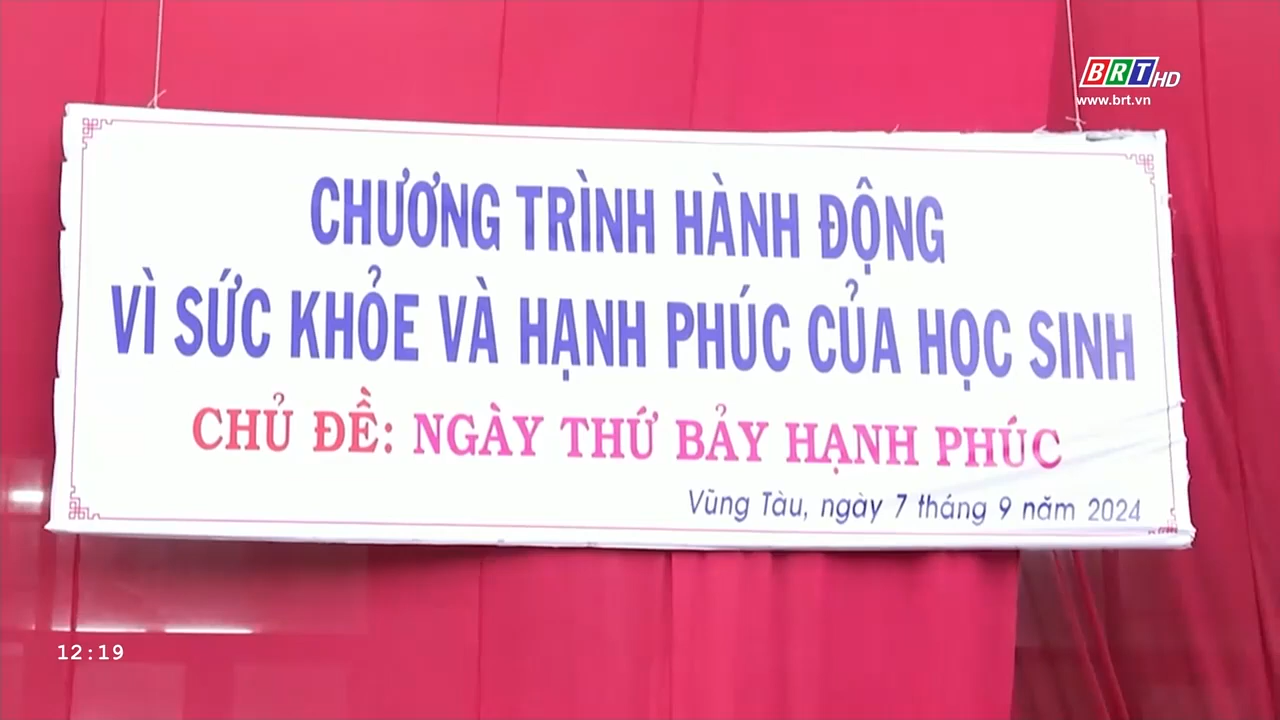 BRT HD
www.brt.vn
CHƯƠNG TRÌNH HÀNH ĐỘNG
VÌ SỨC KHỎE VÀ HẠNH PHÚC CỦA HỌC SINH
CHỦ ĐỀ: NGÀY THỨ BẢY HẠNH PHÚC
Vũng Tàu, ngày 7 tháng 9 năm 2024
12:19